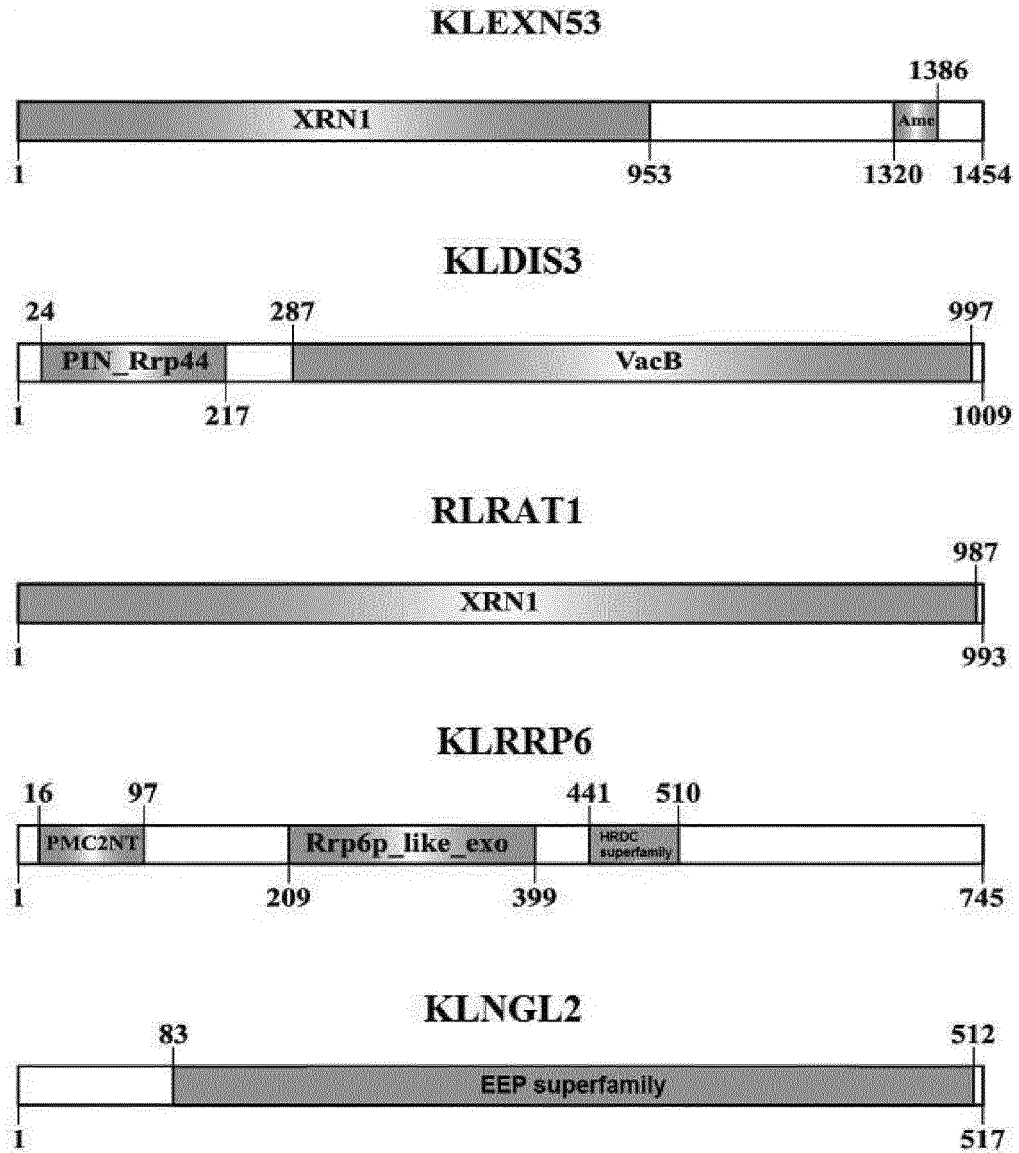 KLEXN53
1386
XRN1 Ame
1 953 1320 1454
KLDIS3
24 287 997
PIN_Rrp44 VacB
1 217 1009
RLRAT1
987
XRN1
1 993
KLRRP6
16 97 441 510
PMC2NT Rrp6p_like_exo HRDC
superfamily
1 209 399 745
KLNGL2
83 512
EEP superfamily
1 517